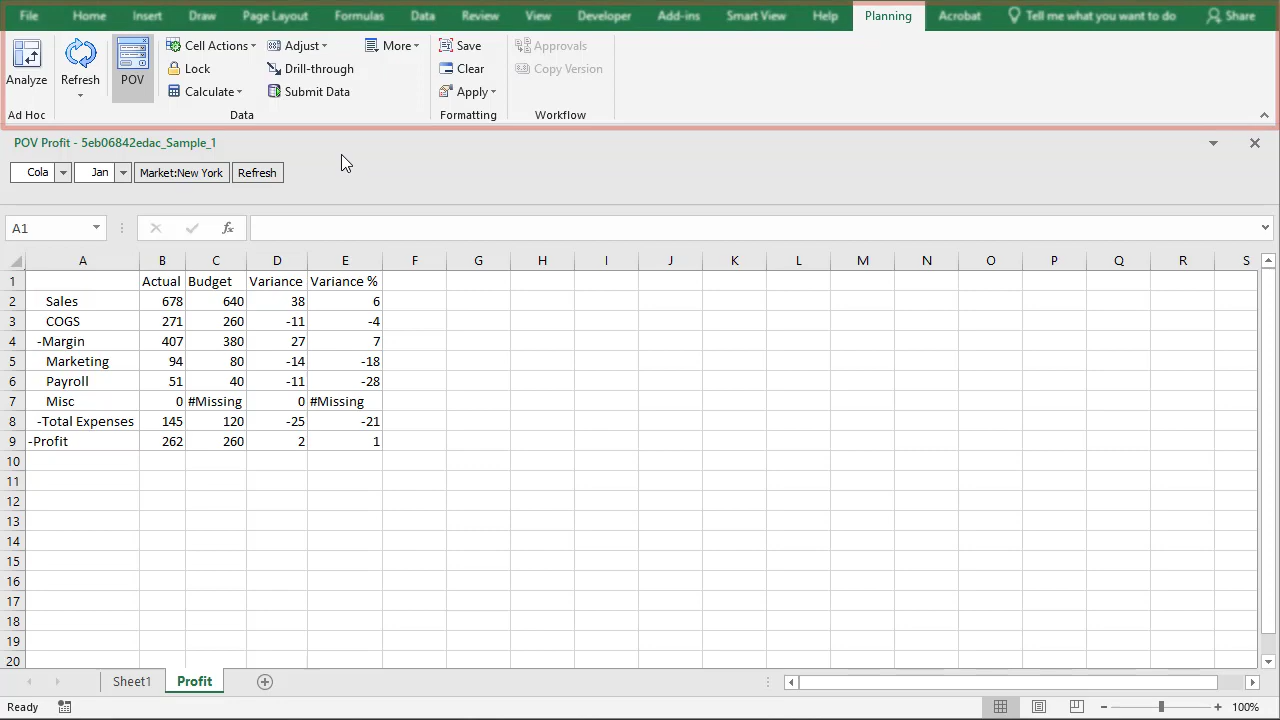 File Home Insert Draw Page Layout Formulas Data Review View Developer Add-ins Smart View Help Planning Acrobat Tell me what you want to do Share
Analyze Refresh POV Cell Actions Adjust More Save Approvals
Lock Drill-through Clear Copy Version
Calculate Submit Data Apply
Ad Hoc Data Formatting Workflow
POV Profit - 5eb06842edac_Sample_1
Cola Jan Market:New York Refresh
A1 fx
A B C D E F G H I J K L M N O P Q R S
1 Actual Budget Variance Variance %
2 Sales 678 640 38 6
3 COGS 271 260 -11 -4
4 -Margin 407 380 27 7
5 Marketing 94 80 -14 -18
6 Payroll 51 40 -11 -28
7 Misc 0 #Missing 0 #Missing
8 -Total Expenses 145 120 -25 -21
9 -Profit 262 260 2 1
10
11
12
13
14
15
16
17
18
19
20
Sheet1 Profit
Ready 100%